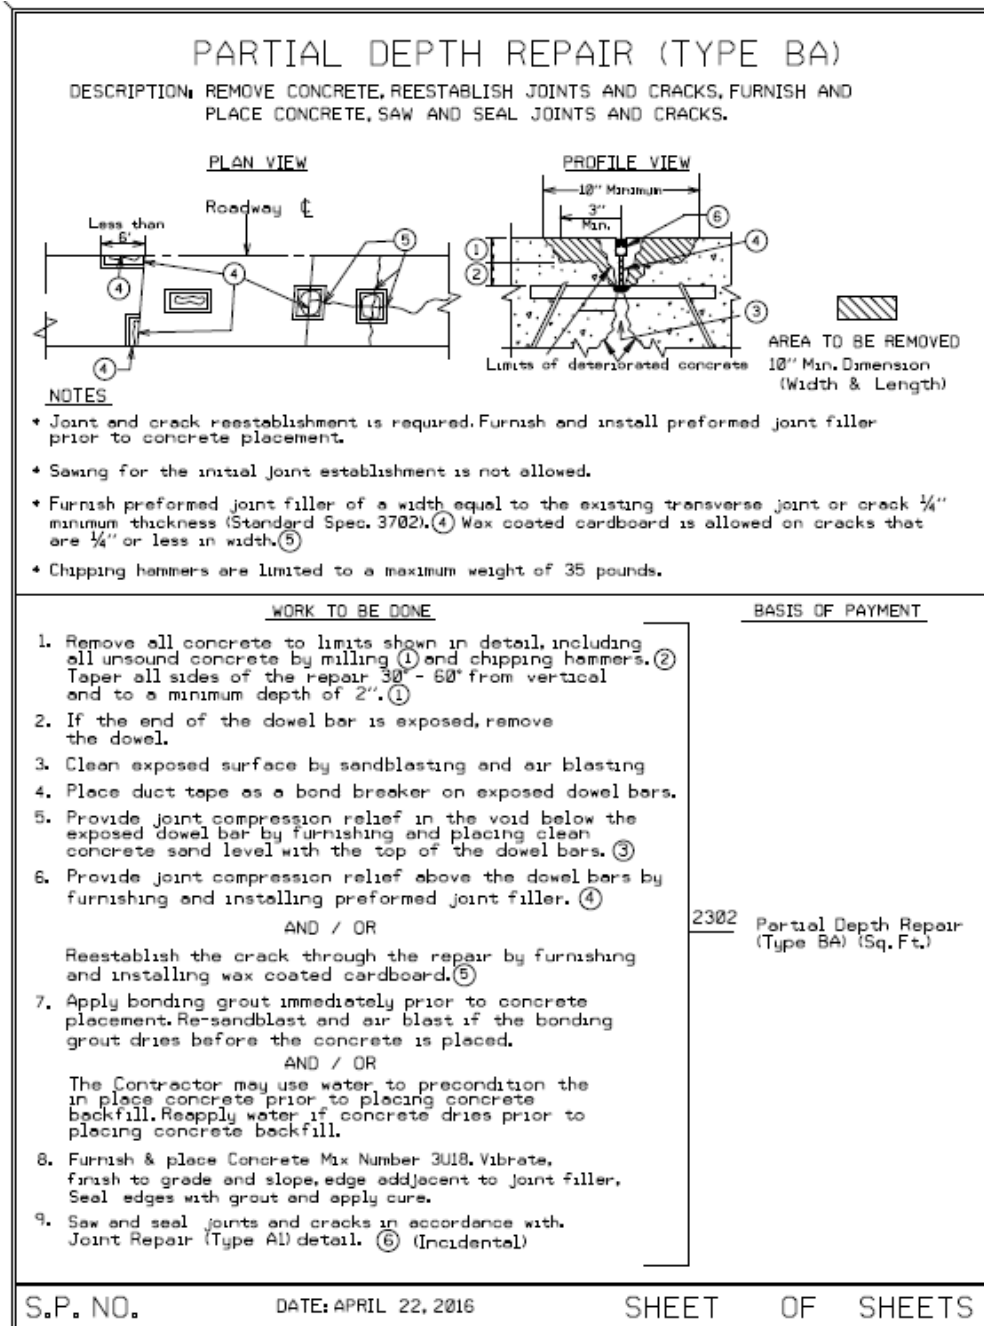 PARTIAL DEPTH REPAIR (TYPE BA)
DESCRIPTION: REMOVE CONCRETE, REESTABLISH JOINTS AND CRACKS, FURNISH AND
PLACE CONCRETE, SAW AND SEAL JOINTS AND CRACKS.
PLAN VIEW
Roadway ℄
Less than
6'
5
4
4
4
PROFILE VIEW
10" Minimum
3"
Min.
6
1
4
2
3
Limits of deteriorated concrete
AREA TO BE REMOVED
10" Min. Dimension
(Width & Length)
NOTES
* Joint and crack reestablishment is required. Furnish and install preformed joint filler
prior to concrete placement.
* Sawing for the initial joint establishment is not allowed.
* Furnish preformed joint filler of a width equal to the existing transverse joint or crack ¼"
minimum thickness (Standard Spec. 3702). ④ Wax coated cardboard is allowed on cracks that
are ¼" or less in width. ⑤
* Chipping hammers are limited to a maximum weight of 35 pounds.
WORK TO BE DONE
1. Remove all concrete to limits shown in detail, including
all unsound concrete by milling ① and chipping hammers. ②
Taper all sides of the repair 30° - 60° from vertical
and to a minimum depth of 2". ①
2. If the end of the dowel bar is exposed, remove
the dowel.
3. Clean exposed surface by sandblasting and air blasting
4. Place duct tape as a bond breaker on exposed dowel bars.
5. Provide joint compression relief in the void below the
exposed dowel bar by furnishing and placing clean
concrete sand level with the top of the dowel bars. ③
6. Provide joint compression relief above the dowel bars by
furnishing and installing preformed joint filler. ④
AND / OR
Reestablish the crack through the repair by furnishing
and installing wax coated cardboard. ⑤
7. Apply bonding grout immediately prior to concrete
placement. Re-sandblast and air blast if the bonding
grout dries before the concrete is placed.
AND / OR
The Contractor may use water to precondition the
in place concrete prior to placing concrete
backfill. Reapply water if concrete dries prior to
placing concrete backfill.
8. Furnish & place Concrete Mix Number 3U18. Vibrate,
finish to grade and slope, edge addjacent to joint filler,
Seal edges with grout and apply cure.
9. Saw and seal joints and cracks in accordance with.
Joint Repair (Type A1) detail. ⑥ (Incidental)
BASIS OF PAYMENT
2302
Partial Depth Repair
(Type BA) (Sq. Ft.)
S.P. NO.
DATE: APRIL 22, 2016
SHEET OF SHEETS